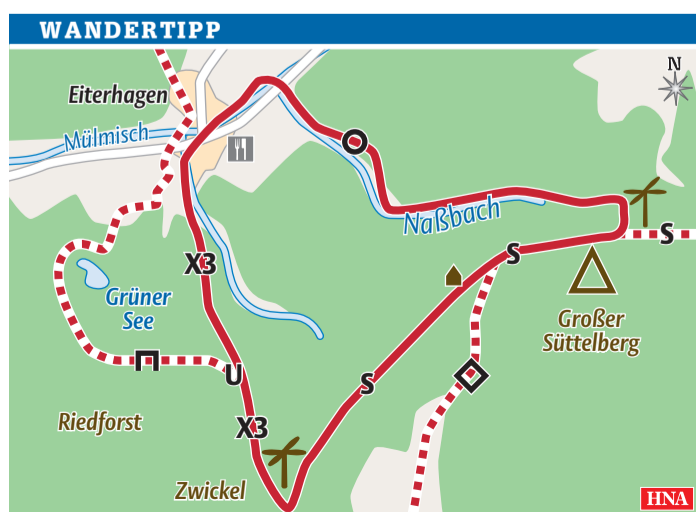 WANDERTIPP
N
Eiterhagen
Mülmisch
Naßbach
S
S
X3
Grüner
See
Großer
Süttelberg
U
S
Riedforst
X3
Zwickel
HNA